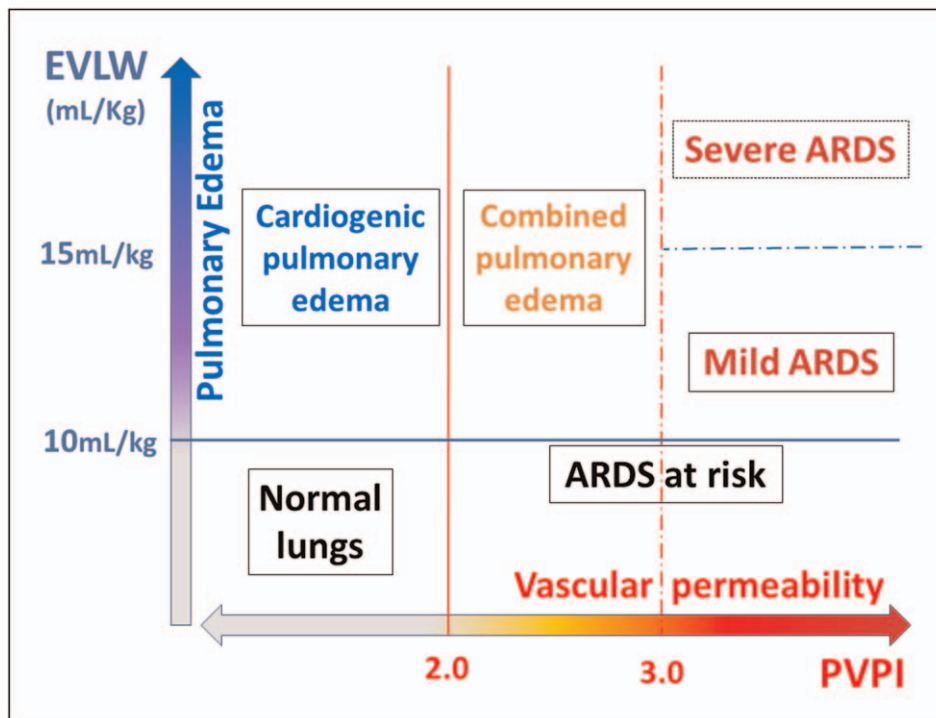 EVLW
(mL/Kg)
Pulmonary Edema
Severe ARDS
Cardiogenic
pulmonary
edema
Combined
pulmonary
edema
15mL/kg
Mild ARDS
10mL/kg
ARDS at risk
Normal
lungs
Vascular permeability
2.0
3.0
PVPI